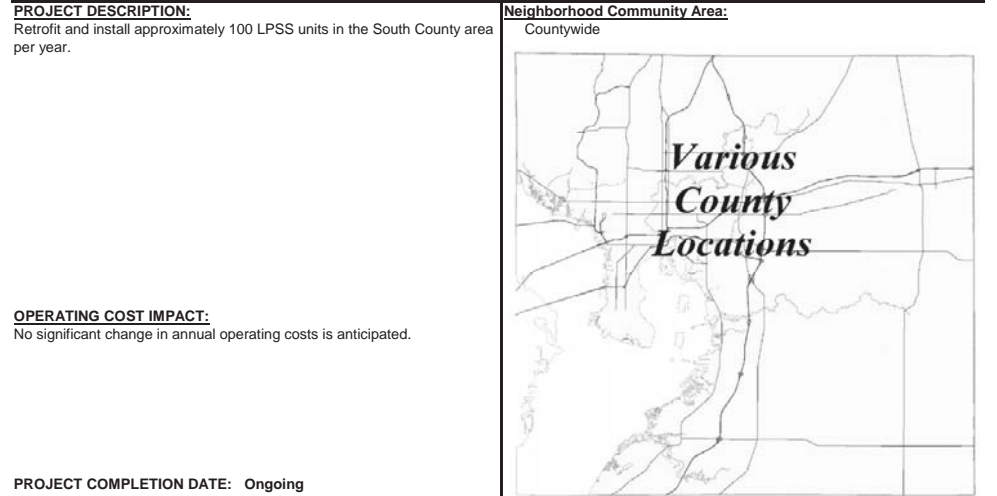 PROJECT DESCRIPTION:
Retrofit and install approximately 100 LPSS units in the South County area
per year.
OPERATING COST IMPACT:
No significant change in annual operating costs is anticipated.
PROJECT COMPLETION DATE: Ongoing
Neighborhood Community Area:
Countywide
Various
County
Locations